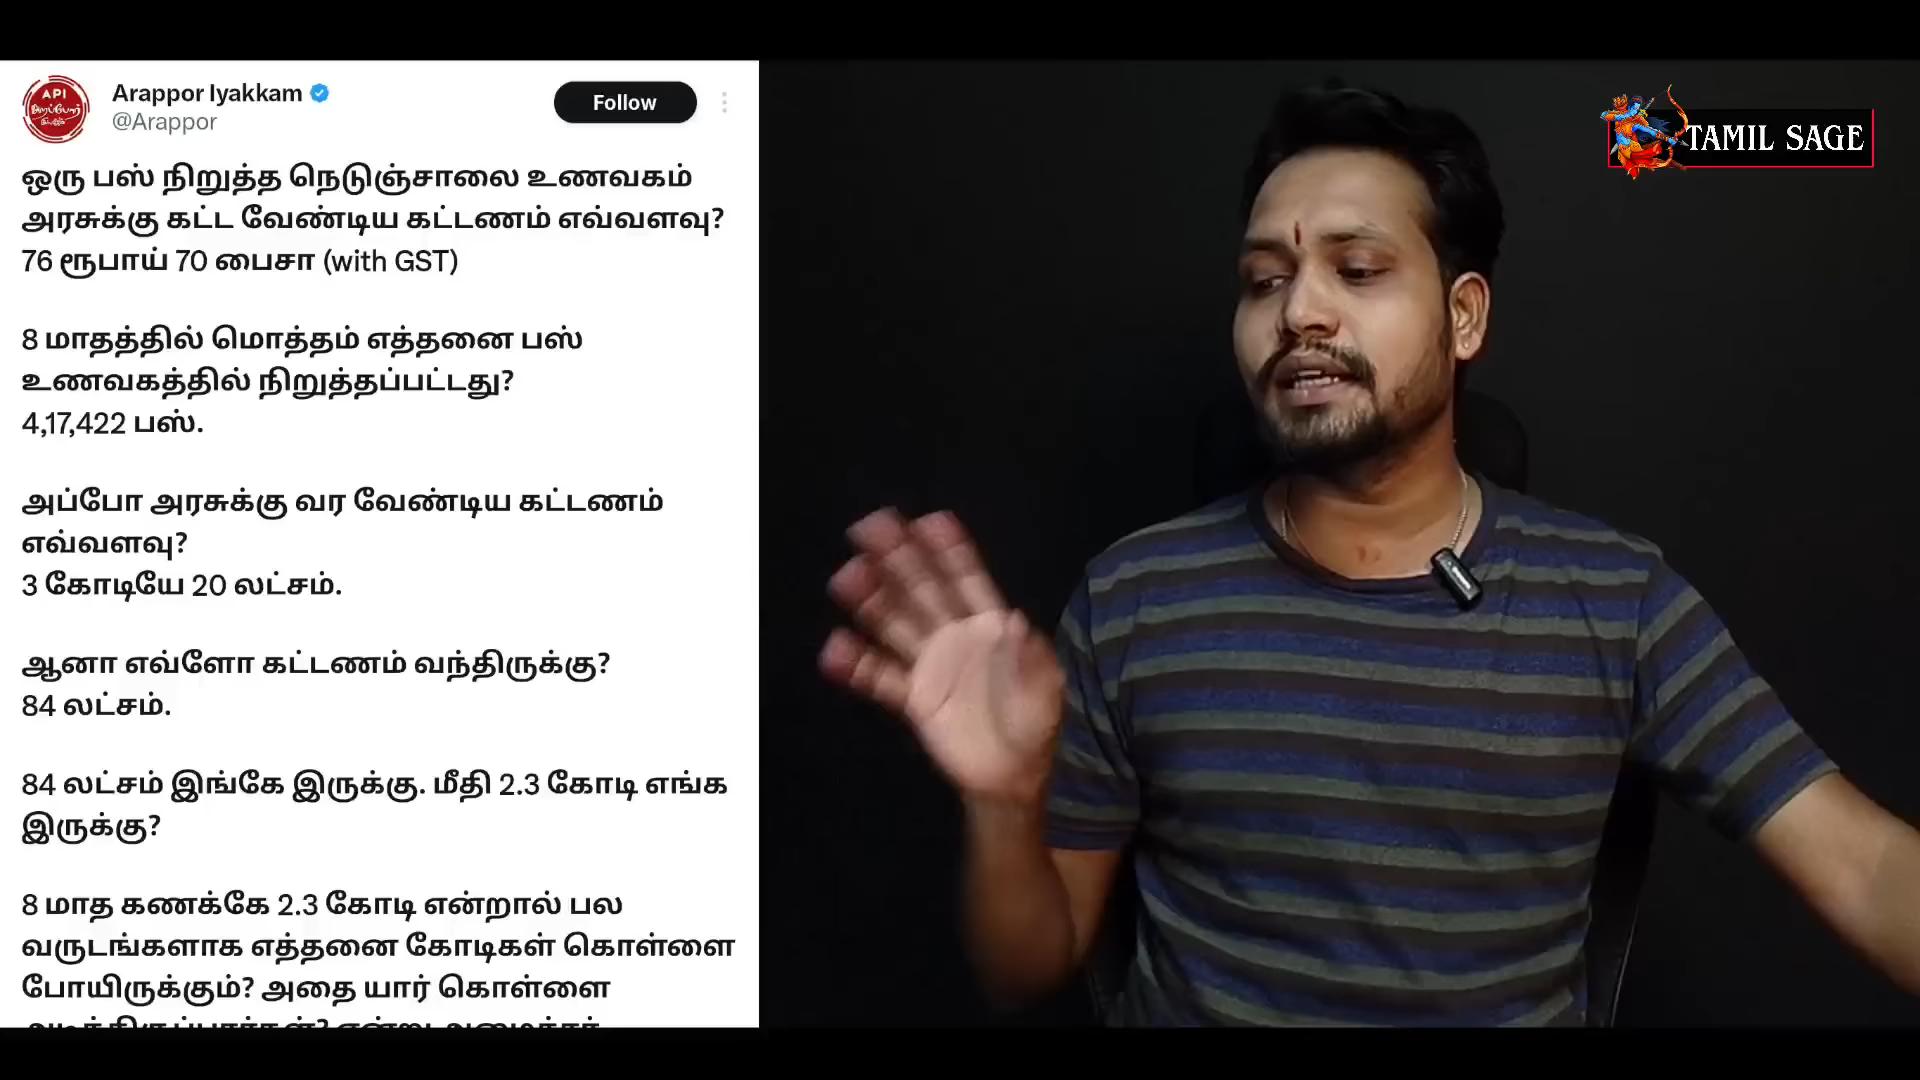 Arappor Iyakkam
@Arappor
Follow
API
அறப்போர்
ஒரு பஸ் நிறுத்த நெடுஞ்சாலை உணவகம்
அரசுக்கு கட்ட வேண்டிய கட்டணம் எவ்வளவு?
76 ரூபாய் 70 பைசா (with GST)
8 மாதத்தில் மொத்தம் எத்தனை பஸ்
உணவகத்தில் நிறுத்தப்பட்டது?
4,17,422 பஸ்.
அப்போ அரசுக்கு வர வேண்டிய கட்டணம்
எவ்வளவு?
3 கோடியே 20 லட்சம்.
ஆனா எவ்ளோ கட்டணம் வந்திருக்கு?
84 லட்சம்.
84 லட்சம் இங்கே இருக்கு. மீதி 2.3 கோடி எங்க
இருக்கு?
8 மாத கணக்கே 2.3 கோடி என்றால் பல
வருடங்களாக எத்தனை கோடிகள் கொள்ளை
போயிருக்கும்? அதை யார் கொள்ளை
TAMIL SAGE